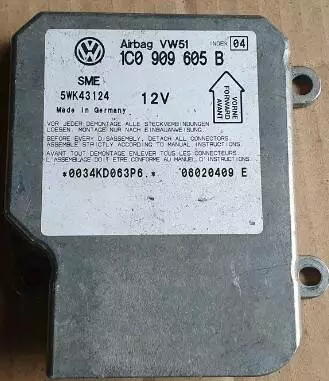 Airbag VW51 INDEX 04
1C0 909 605 B
SME
5WK43124 12V
Made in Germany
VORNE
FORWARD
AVANT
VOR JEDER DEMONTAGE ALLE STECKVERBINDUNGEN
LOESEN. MONTAGE NUR NACH EINBAUANWEISUNG.
BEFORE EVERY DISASSEMBLY, DETACH ALL CONNECTORS.
ASSEMBLE STRICTLY ACCORDING TO MANUAL INSTRUCTIONS.
AVANT TOUT DEMONTAGE ENLEVER TOUS LES CONNECTEURS
L'ASSEMBLAGE DOIT ETRE CONFORME AU MANUEL D'INSTRUCTIONS
*0034KD063P6.* 06020409 E